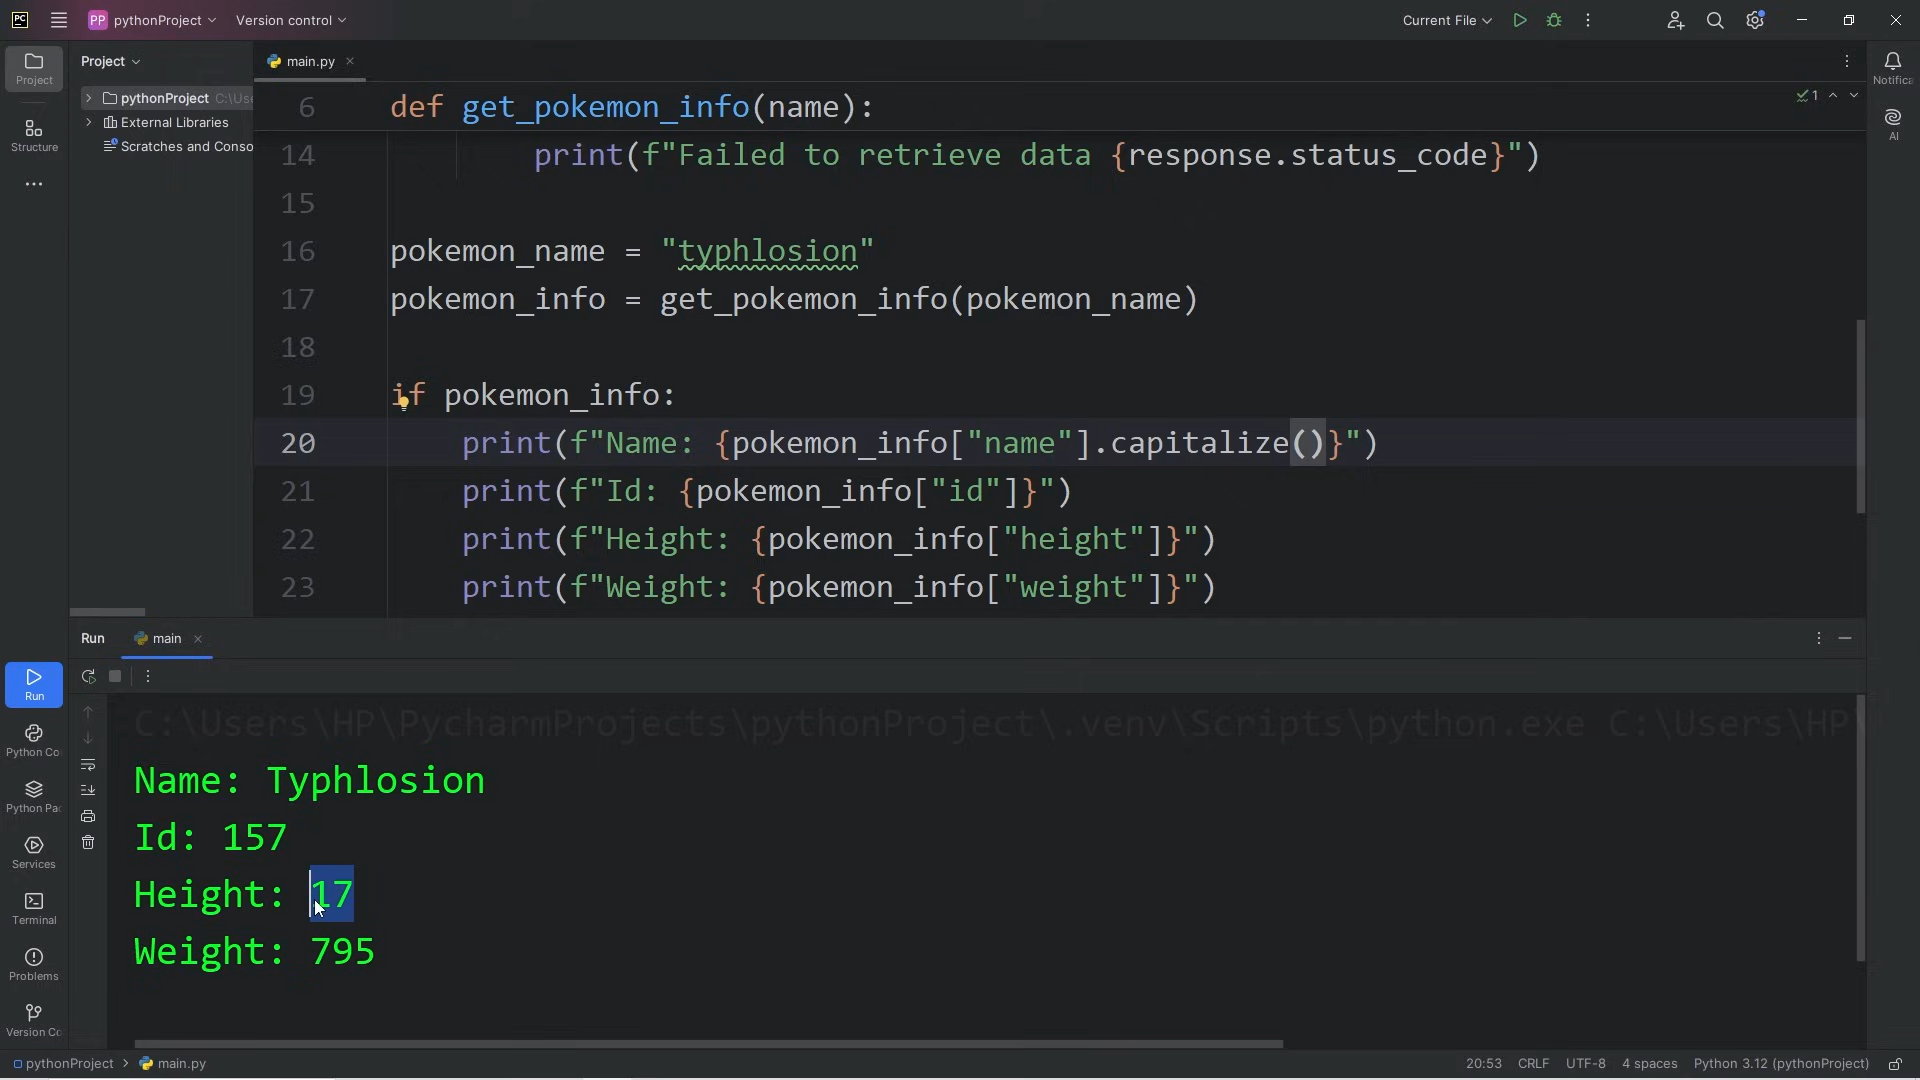 PC PP pythonProject Version control Current File
Project main.py
Project
pythonProject C:\Use
External Libraries
Scratches and Conso
Structure
Notifica
AI
1
6 def get_pokemon_info(name):
14 print(f"Failed to retrieve data {response.status_code}")
15
16 pokemon_name = "typhlosion"
17 pokemon_info = get_pokemon_info(pokemon_name)
18
19 if pokemon_info:
20 print(f"Name: {pokemon_info["name"].capitalize()}")
21 print(f"Id: {pokemon_info["id"]}")
22 print(f"Height: {pokemon_info["height"]}")
23 print(f"Weight: {pokemon_info["weight"]}")
Run main
Run
Python Co
Python Pa
Services
Terminal
Problems
Version Co
C:\Users\HP\PycharmProjects\pythonProject\.venv\Scripts\python.exe C:\Users\HP\
Name: Typhlosion
Id: 157
Height: 17
Weight: 795
pythonProject > main.py 20:53 CRLF UTF-8 4 spaces Python 3.12 (pythonProject)